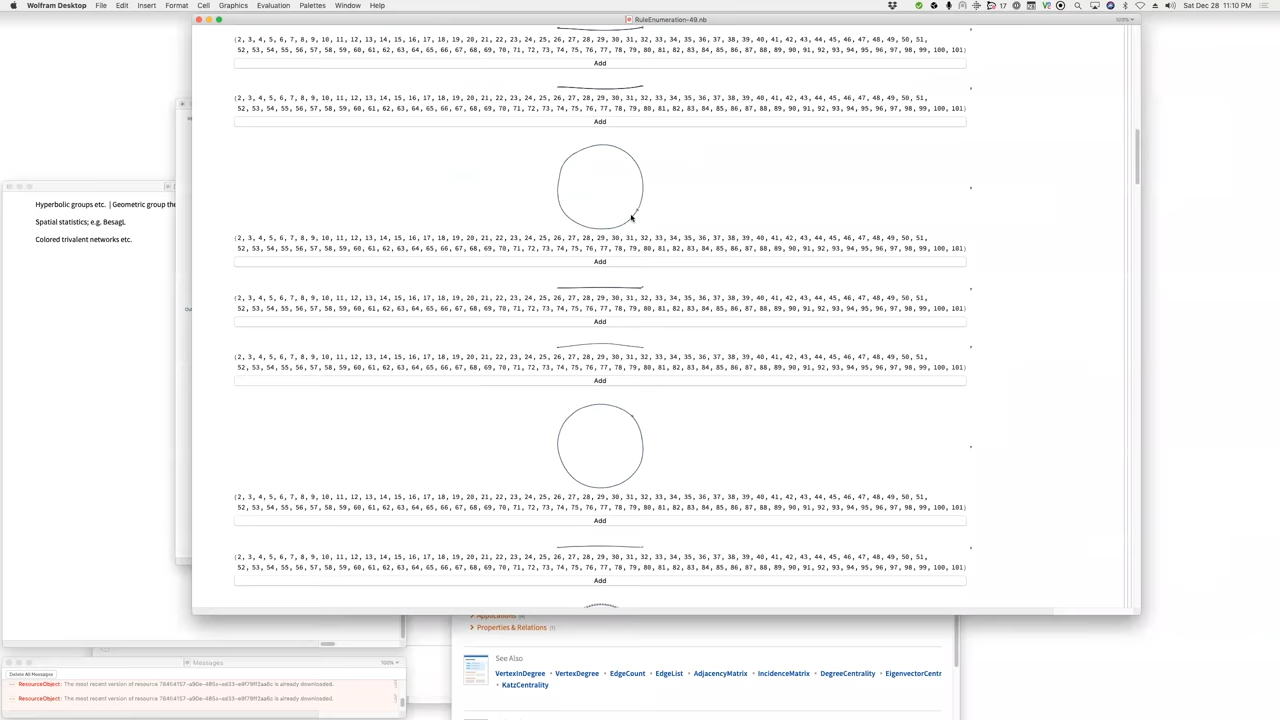 Wolfram Desktop File Edit Insert Format Cell Graphics Evaluation Palettes Window Help 17 Sat Dec 28 11:10 PM
RuleEnumeration-49.nb
{2, 3, 4, 5, 6, 7, 8, 9, 10, 11, 12, 13, 14, 15, 16, 17, 18, 19, 20, 21, 22, 23, 24, 25, 26, 27, 28, 29, 30, 31, 32, 33, 34, 35, 36, 37, 38, 39, 40, 41, 42, 43, 44, 45, 46, 47, 48, 49, 50, 51,
52, 53, 54, 55, 56, 57, 58, 59, 60, 61, 62, 63, 64, 65, 66, 67, 68, 69, 70, 71, 72, 73, 74, 75, 76, 77, 78, 79, 80, 81, 82, 83, 84, 85, 86, 87, 88, 89, 90, 91, 92, 93, 94, 95, 96, 97, 98, 99, 100, 101}
Add
{2, 3, 4, 5, 6, 7, 8, 9, 10, 11, 12, 13, 14, 15, 16, 17, 18, 19, 20, 21, 22, 23, 24, 25, 26, 27, 28, 29, 30, 31, 32, 33, 34, 35, 36, 37, 38, 39, 40, 41, 42, 43, 44, 45, 46, 47, 48, 49, 50, 51,
52, 53, 54, 55, 56, 57, 58, 59, 60, 61, 62, 63, 64, 65, 66, 67, 68, 69, 70, 71, 72, 73, 74, 75, 76, 77, 78, 79, 80, 81, 82, 83, 84, 85, 86, 87, 88, 89, 90, 91, 92, 93, 94, 95, 96, 97, 98, 99, 100, 101}
Add
{2, 3, 4, 5, 6, 7, 8, 9, 10, 11, 12, 13, 14, 15, 16, 17, 18, 19, 20, 21, 22, 23, 24, 25, 26, 27, 28, 29, 30, 31, 32, 33, 34, 35, 36, 37, 38, 39, 40, 41, 42, 43, 44, 45, 46, 47, 48, 49, 50, 51,
52, 53, 54, 55, 56, 57, 58, 59, 60, 61, 62, 63, 64, 65, 66, 67, 68, 69, 70, 71, 72, 73, 74, 75, 76, 77, 78, 79, 80, 81, 82, 83, 84, 85, 86, 87, 88, 89, 90, 91, 92, 93, 94, 95, 96, 97, 98, 99, 100, 101}
Add
{2, 3, 4, 5, 6, 7, 8, 9, 10, 11, 12, 13, 14, 15, 16, 17, 18, 19, 20, 21, 22, 23, 24, 25, 26, 27, 28, 29, 30, 31, 32, 33, 34, 35, 36, 37, 38, 39, 40, 41, 42, 43, 44, 45, 46, 47, 48, 49, 50, 51,
52, 53, 54, 55, 56, 57, 58, 59, 60, 61, 62, 63, 64, 65, 66, 67, 68, 69, 70, 71, 72, 73, 74, 75, 76, 77, 78, 79, 80, 81, 82, 83, 84, 85, 86, 87, 88, 89, 90, 91, 92, 93, 94, 95, 96, 97, 98, 99, 100, 101}
Add
{2, 3, 4, 5, 6, 7, 8, 9, 10, 11, 12, 13, 14, 15, 16, 17, 18, 19, 20, 21, 22, 23, 24, 25, 26, 27, 28, 29, 30, 31, 32, 33, 34, 35, 36, 37, 38, 39, 40, 41, 42, 43, 44, 45, 46, 47, 48, 49, 50, 51,
52, 53, 54, 55, 56, 57, 58, 59, 60, 61, 62, 63, 64, 65, 66, 67, 68, 69, 70, 71, 72, 73, 74, 75, 76, 77, 78, 79, 80, 81, 82, 83, 84, 85, 86, 87, 88, 89, 90, 91, 92, 93, 94, 95, 96, 97, 98, 99, 100, 101}
Add
{2, 3, 4, 5, 6, 7, 8, 9, 10, 11, 12, 13, 14, 15, 16, 17, 18, 19, 20, 21, 22, 23, 24, 25, 26, 27, 28, 29, 30, 31, 32, 33, 34, 35, 36, 37, 38, 39, 40, 41, 42, 43, 44, 45, 46, 47, 48, 49, 50, 51,
52, 53, 54, 55, 56, 57, 58, 59, 60, 61, 62, 63, 64, 65, 66, 67, 68, 69, 70, 71, 72, 73, 74, 75, 76, 77, 78, 79, 80, 81, 82, 83, 84, 85, 86, 87, 88, 89, 90, 91, 92, 93, 94, 95, 96, 97, 98, 99, 100, 101}
Add
{2, 3, 4, 5, 6, 7, 8, 9, 10, 11, 12, 13, 14, 15, 16, 17, 18, 19, 20, 21, 22, 23, 24, 25, 26, 27, 28, 29, 30, 31, 32, 33, 34, 35, 36, 37, 38, 39, 40, 41, 42, 43, 44, 45, 46, 47, 48, 49, 50, 51,
52, 53, 54, 55, 56, 57, 58, 59, 60, 61, 62, 63, 64, 65, 66, 67, 68, 69, 70, 71, 72, 73, 74, 75, 76, 77, 78, 79, 80, 81, 82, 83, 84, 85, 86, 87, 88, 89, 90, 91, 92, 93, 94, 95, 96, 97, 98, 99, 100, 101}
Add
Hyperbolic groups etc. | Geometric group the
Spatial statistics; e.g. BesagL
Colored trivalent networks etc.
Properties & Relations (1)
See Also
VertexInDegree • VertexDegree • EdgeCount • EdgeList • AdjacencyMatrix • IncidenceMatrix • DegreeCentrality • EigenvectorCentr
• KatzCentrality
Messages 100%
Delete All Messages
ResourceObject: The most recent version of resource is already downloaded.
ResourceObject: The most recent version of resource is already downloaded.